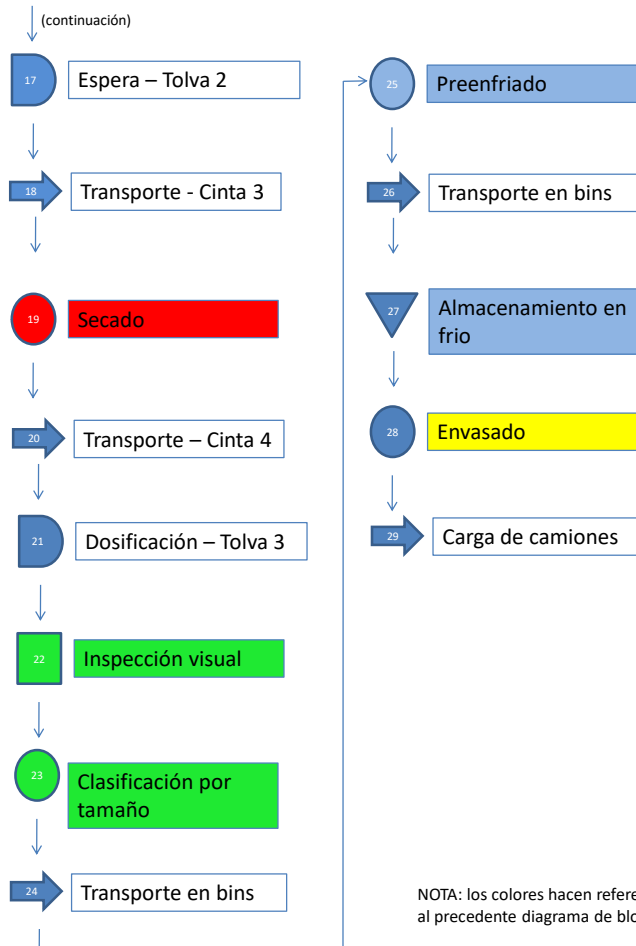 (continuación)
17
Espera – Tolva 2
18
Transporte - Cinta 3
19
Secado
20
Transporte – Cinta 4
21
Dosificación – Tolva 3
22
Inspección visual
23
Clasificación por
tamaño
24
Transporte en bins
25
Preenfriado
26
Transporte en bins
27
Almacenamiento en
frio
28
Envasado
29
Carga de camiones
NOTA: los colores hacen
al precedente diagrama de